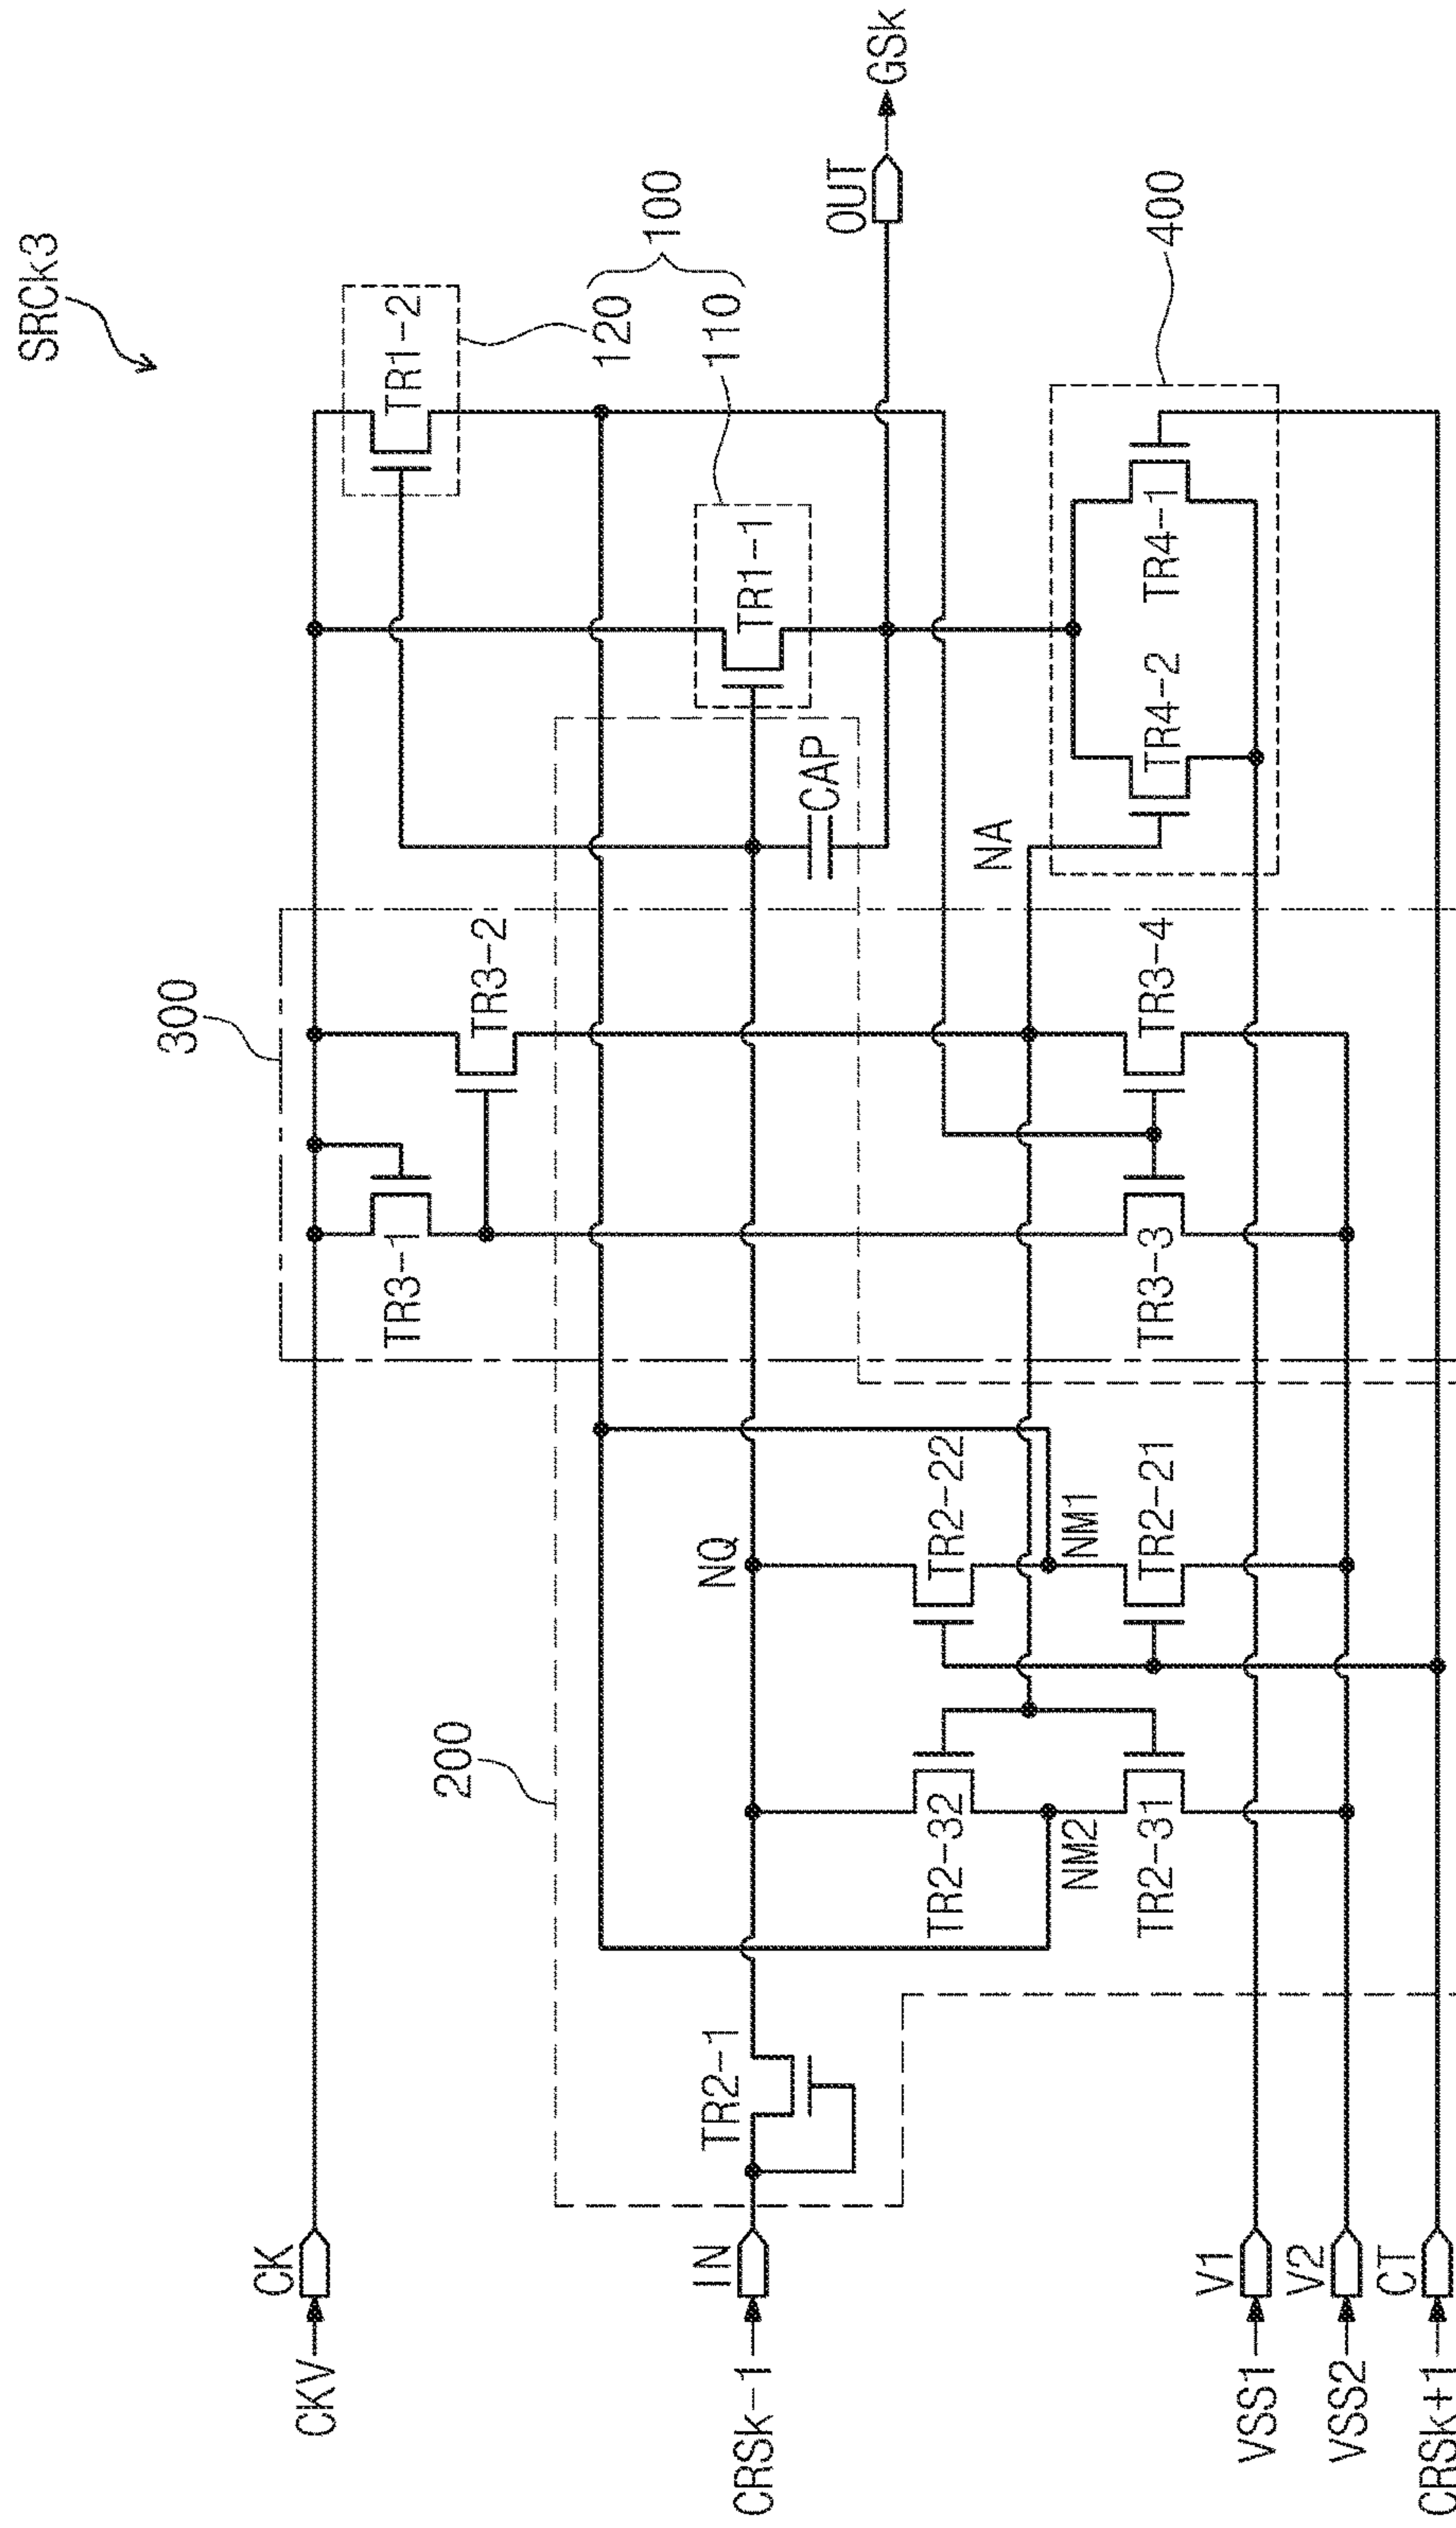 SRCk3
300
200
CKV
CK
TR3-1
TR3-2
TR1-2
120
110
100
CRSk-1
IN
TR2-1
NQ
TR1-1
CAP
OUT
GSk
TR2-32
TR2-22
NM2
NM1
TR2-31
TR2-21
TR3-3
TR3-4
NA
TR4-2
TR4-1
400
VSS1
V1
VSS2
V2
CRSk+1
CT